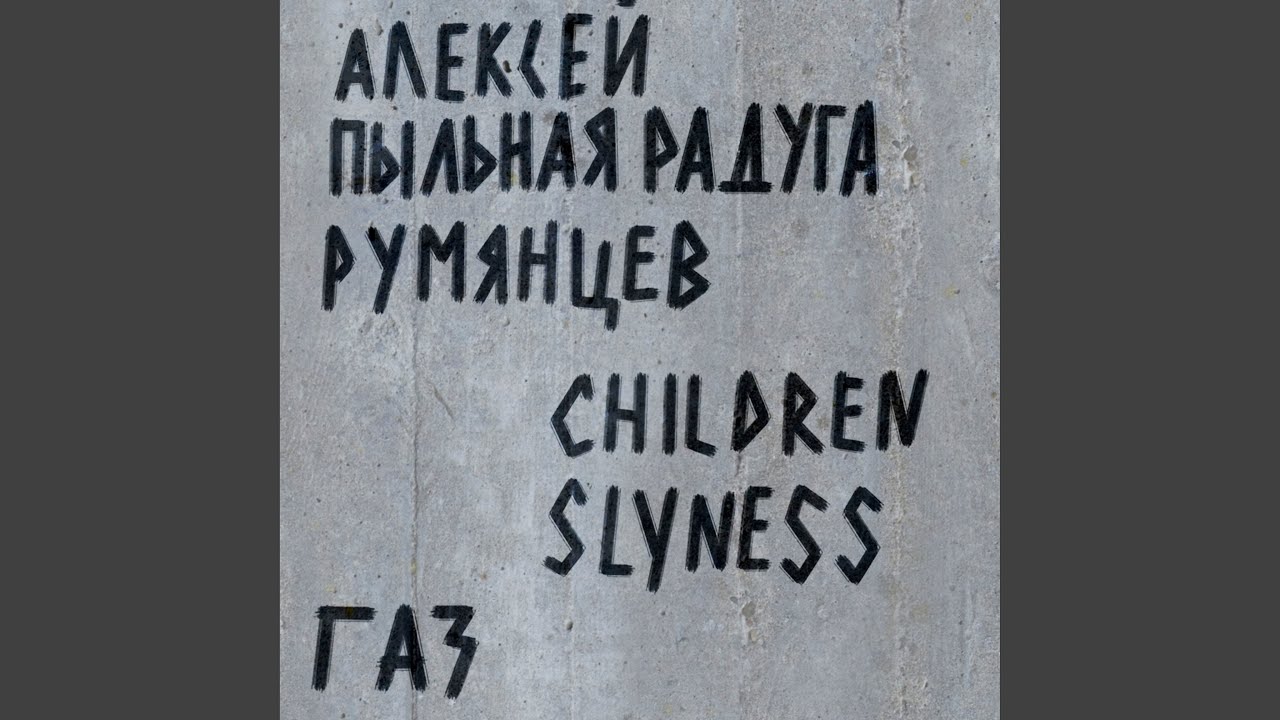 АЛЕКСЕЙ
ПЫЛЬНАЯ РАДУГА
РУМЯНЦЕВ
CHILDREN
SLYNESS
ГАЗ